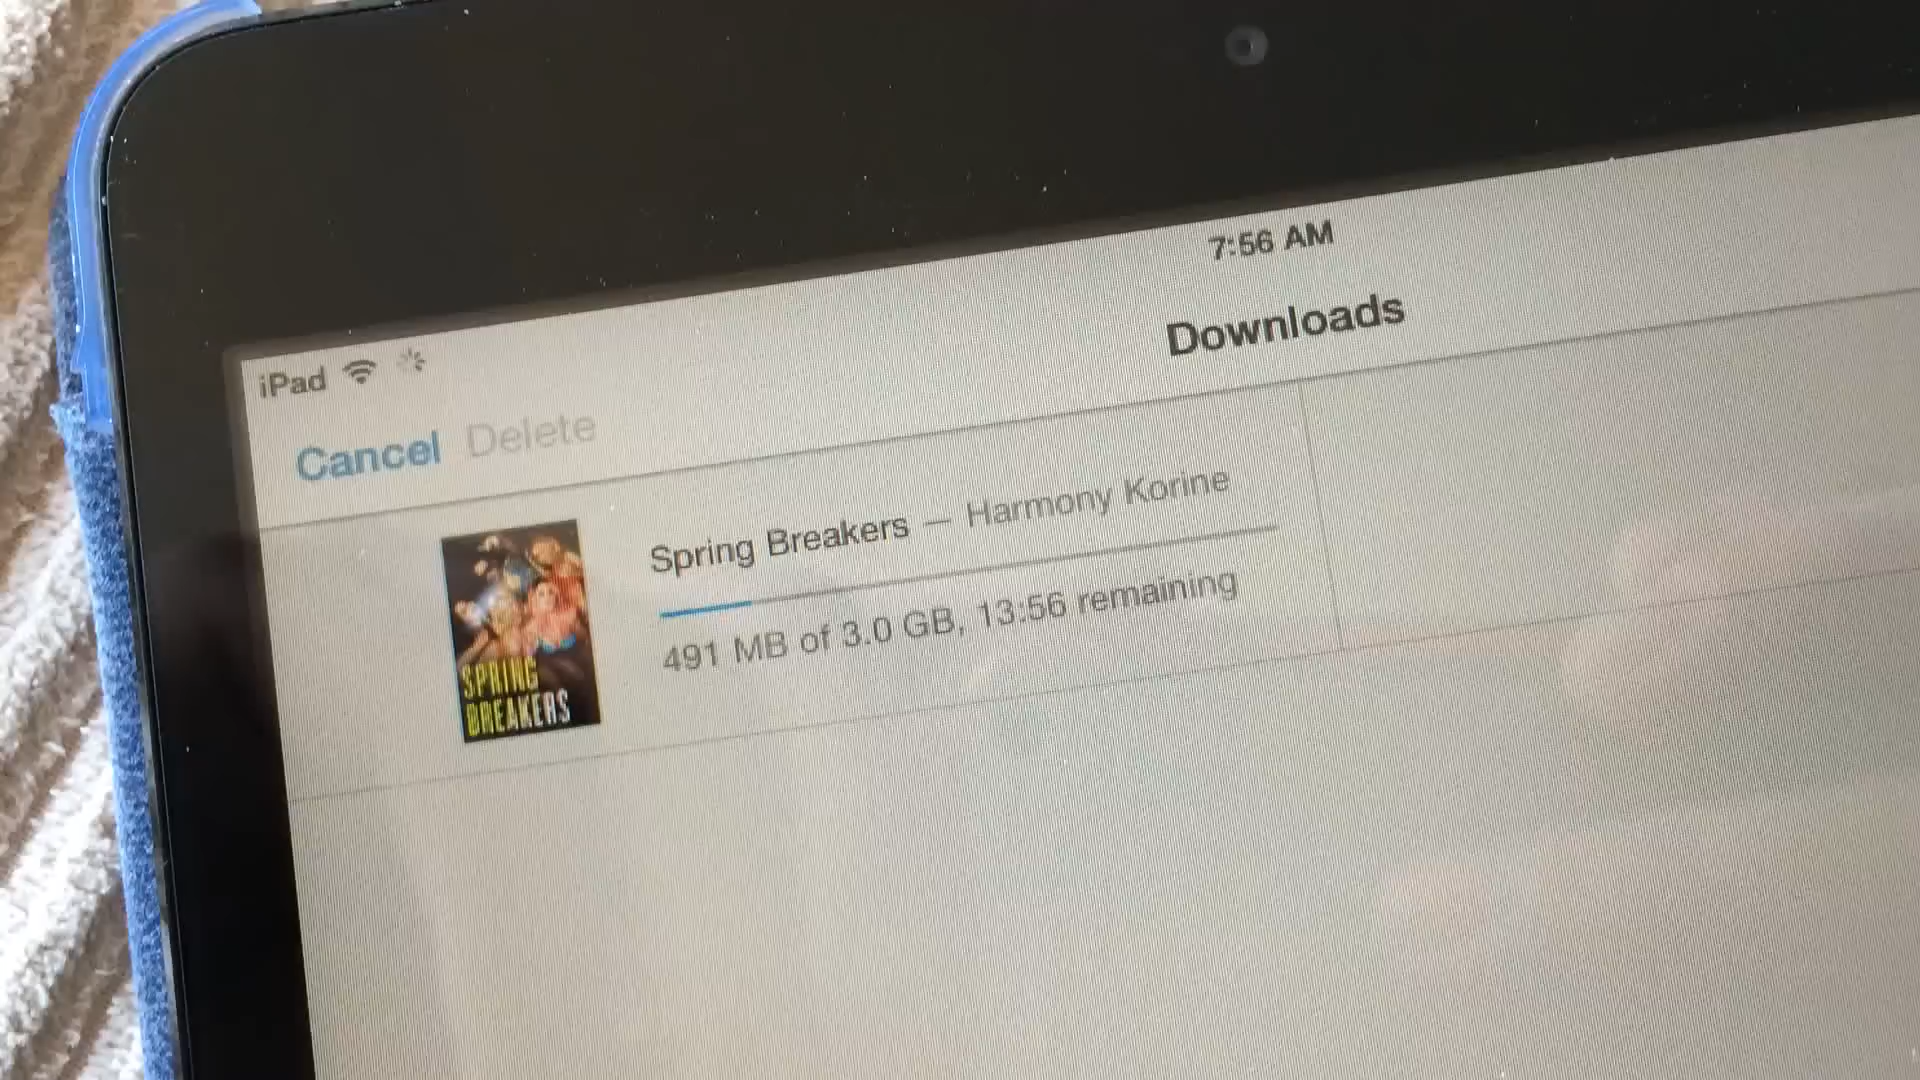 7:56 AM
iPad
Downloads
Cancel Delete
Spring Breakers — Harmony Korine
491 MB of 3.0 GB, 13:56 remaining
SPRING
BREAKERS